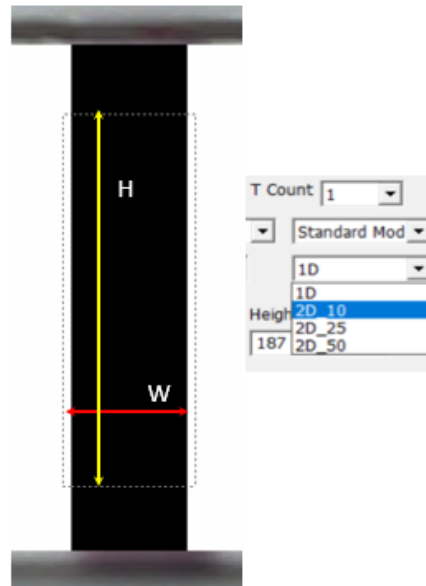 H
W
T Count 1
Standard Mod
1D
1D
2D_10
2D_25
2D_50
Heigh
187